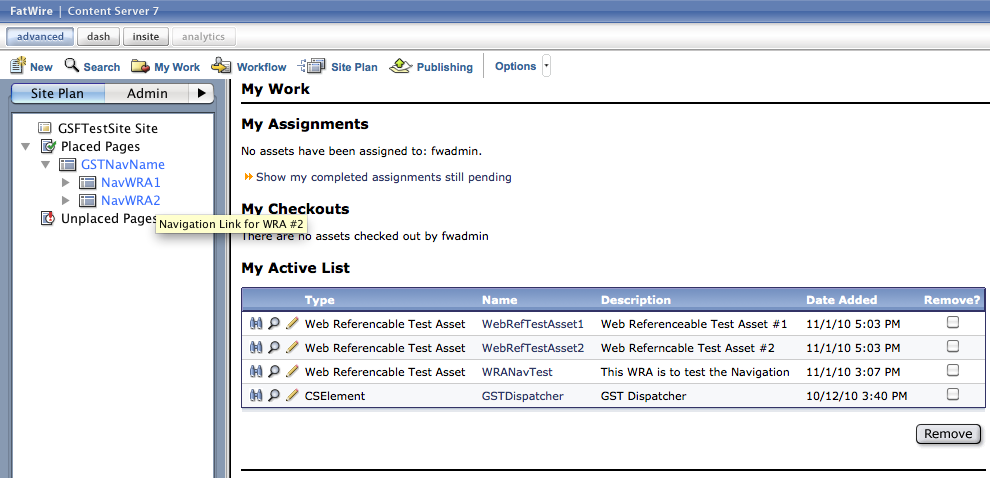 FatWire | Content Server 7
advanced dash insite analytics
New Search My Work Workflow Site Plan Publishing Options
Site Plan Admin
GSFTestSite Site
Placed Pages
GSTNavName
NavWRA1
NavWRA2
Unplaced Pages
Navigation Link for WRA #2
My Work
My Assignments
No assets have been assigned to: fwadmin.
Show my completed assignments still pending
My Checkouts
There are no assets checked out by fwadmin
My Active List
Type Name Description Date Added Remove?
Web Referencable Test Asset WebRefTestAsset1 Web Referenceable Test Asset #1 11/1/10 5:03 PM
Web Referencable Test Asset WebRefTestAsset2 Web Referncable Test Asset #2 11/1/10 5:03 PM
Web Referencable Test Asset WRANavTest This WRA is to test the Navigation 11/1/10 3:07 PM
CSElement GSTDispatcher GST Dispatcher 10/12/10 3:40 PM
Remove